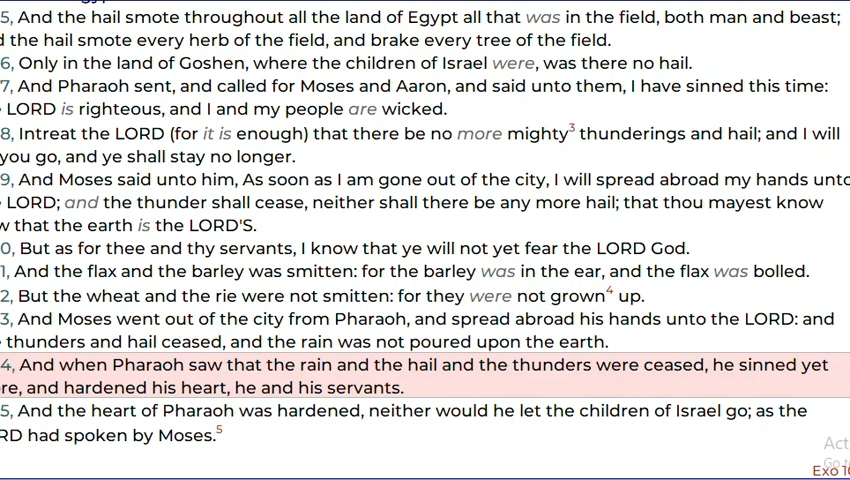 5, And the hail smote throughout all the land of Egypt all that was in the field, both man and beast;
the hail smote every herb of the field, and brake every tree of the field.
6, Only in the land of Goshen, where the children of Israel were, was there no hail.
7, And Pharaoh sent, and called for Moses and Aaron, and said unto them, I have sinned this time:
LORD is righteous, and I and my people are wicked.
8, Intreat the LORD (for it is enough) that there be no more mighty³ thunderings and hail; and I will
you go, and ye shall stay no longer.
9, And Moses said unto him, As soon as I am gone out of the city, I will spread abroad my hands unto
LORD; and the thunder shall cease, neither shall there be any more hail; that thou mayest know
w that the earth is the LORD'S.
0, But as for thee and thy servants, I know that ye will not yet fear the LORD God.
1, And the flax and the barley was smitten: for the barley was in the ear, and the flax was bolled.
2, But the wheat and the rie were not smitten: for they were not grown⁴ up.
3, And Moses went out of the city from Pharaoh, and spread abroad his hands unto the LORD: and
thunders and hail ceased, and the rain was not poured upon the earth.
4, And when Pharaoh saw that the rain and the hail and the thunders were ceased, he sinned yet
re, and hardened his heart, he and his servants.
5, And the heart of Pharaoh was hardened, neither would he let the children of Israel go; as the
RD had spoken by Moses.⁵
Act
Go to
Exo 10